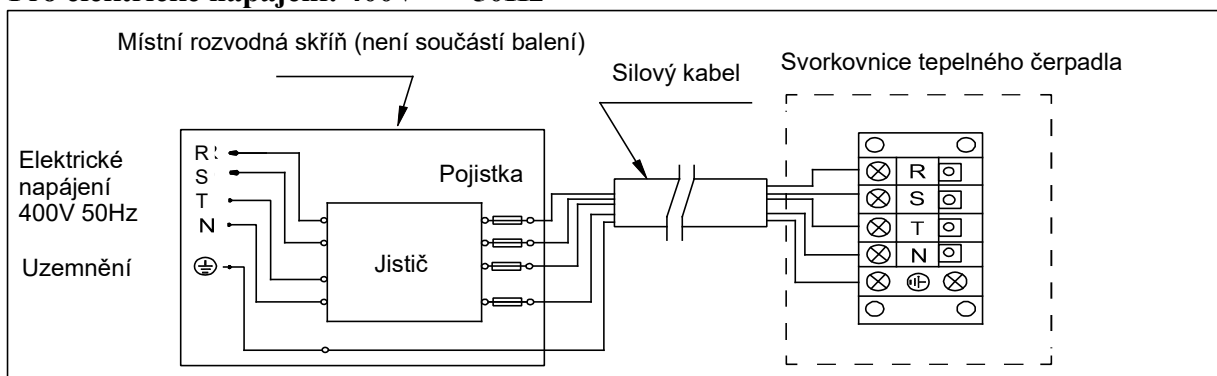 Místní rozvodná skříň (není součástí balení)
Silový kabel
Svorkovnice tepelného čerpadla
Elektrické
napájení
400V 50Hz
Uzemnění
R
S
T
N
Pojistka
Jistič
R
S
T
N